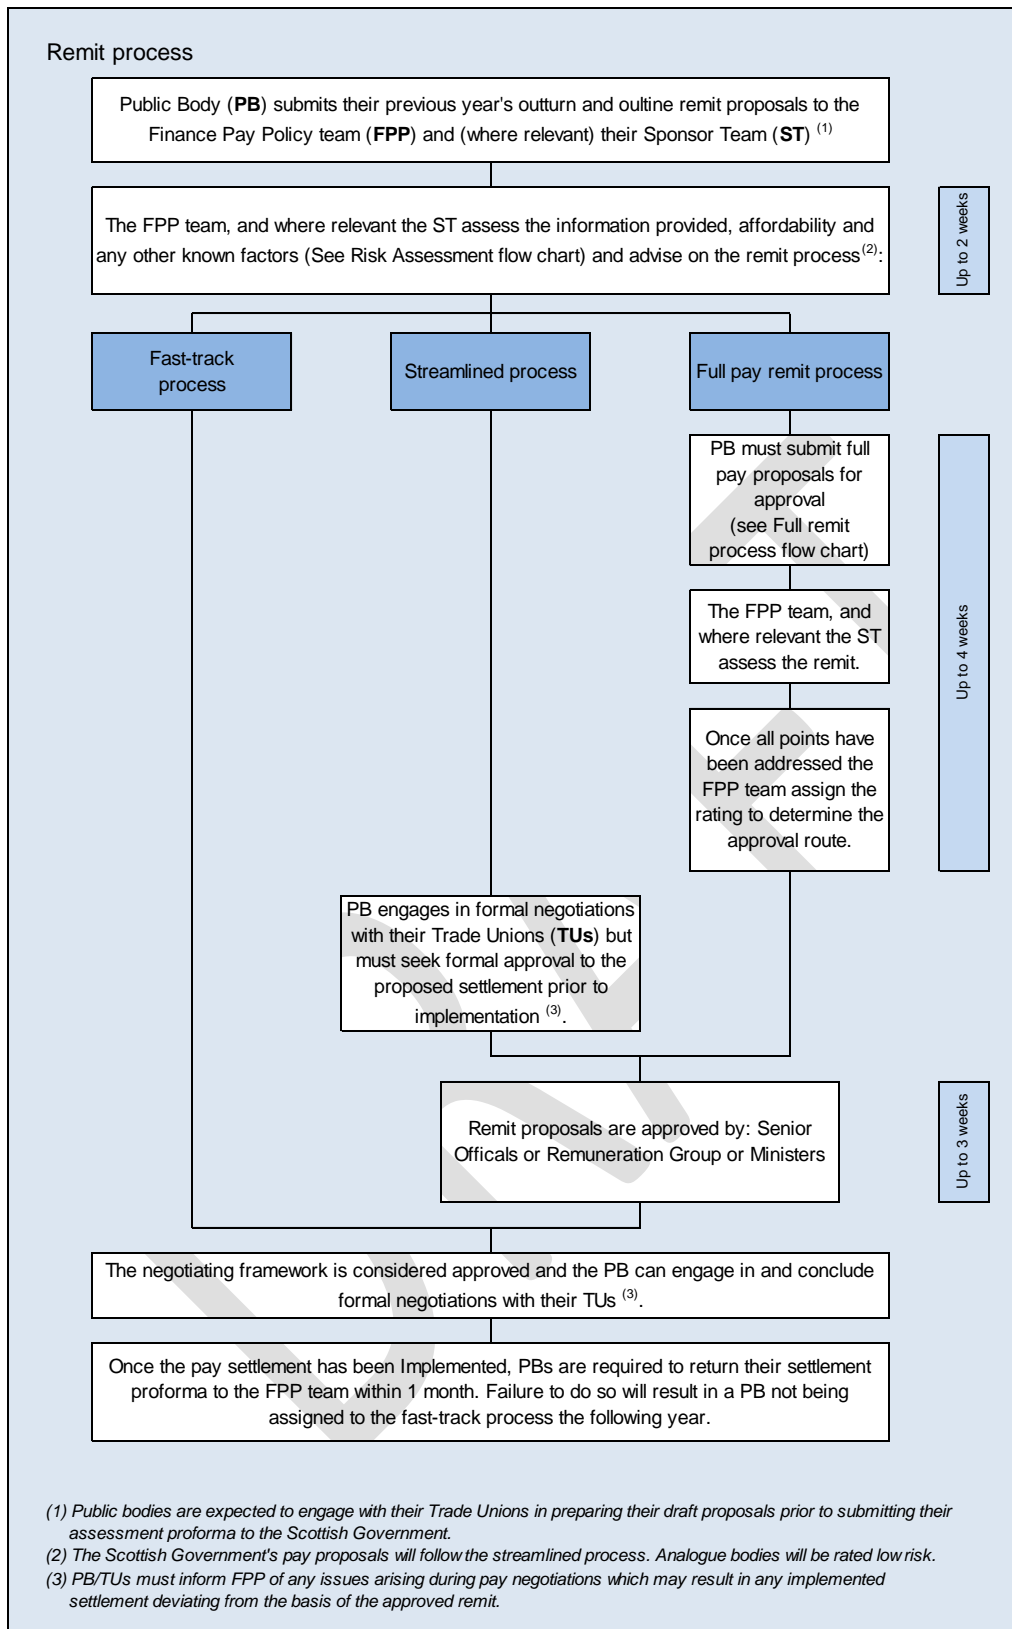 Remit process
Public Body (PB) submits their previous year's outturn and oultine remit proposals to the
Finance Pay Policy team (FPP) and (where relevant) their Sponsor Team (ST) (1)
The FPP team, and where relevant the ST assess the information provided, affordability and
any other known factors (See Risk Assessment flow chart) and advise on the remit process(2):
Up to 2 weeks
Fast-track
process
Streamlined process
Full pay remit process
PB must submit full
pay proposals for
approval
(see Full remit
process flow chart)
The FPP team, and
where relevant the ST
assess the remit.
Once all points have
been addressed the
FPP team assign the
rating to determine the
approval route.
Up to 4 weeks
PB engages in formal negotiations
with their Trade Unions (TUs) but
must seek formal approval to the
proposed settlement prior to
implementation (3).
Remit proposals are approved by: Senior
Officals or Remuneration Group or Ministers
Up to 3 weeks
The negotiating framework is considered approved and the PB can engage in and conclude
formal negotiations with their TUs (3).
Once the pay settlement has been Implemented, PBs are required to return their settlement
proforma to the FPP team within 1 month. Failure to do so will result in a PB not being
assigned to the fast-track process the following year.
(1) Public bodies are expected to engage with their Trade Unions in preparing their draft proposals prior to submitting their
assessment proforma to the Scottish Government.
(2) The Scottish Government's pay proposals will follow the streamlined process. Analogue bodies will be rated low risk.
(3) PB/TUs must inform FPP of any issues arising during pay negotiations which may result in any implemented
settlement deviating from the basis of the approved remit.
DRAFT